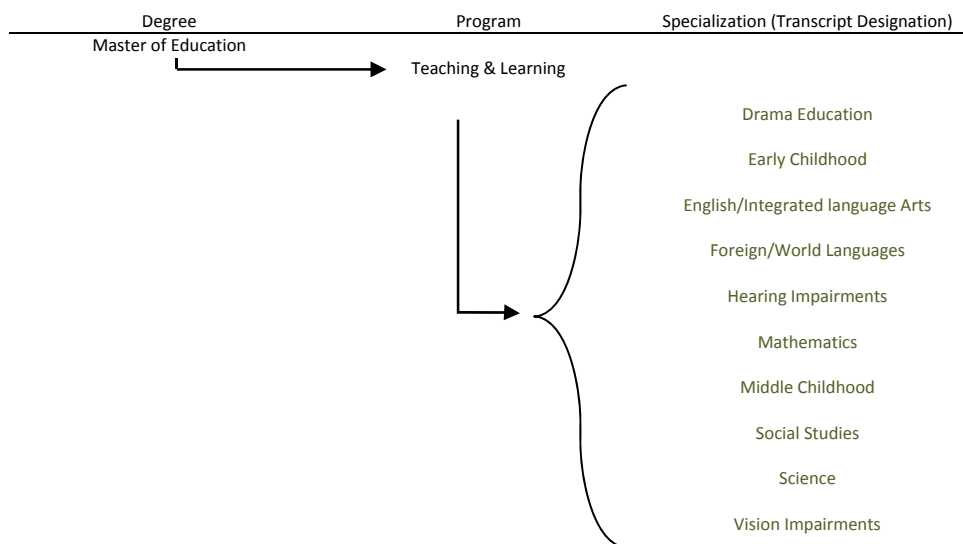 Degree Program Specialization (Transcript Designation)
Master of Education
Teaching & Learning
Drama Education
Early Childhood
English/Integrated language Arts
Foreign/World Languages
Hearing Impairments
Mathematics
Middle Childhood
Social Studies
Science
Vision Impairments